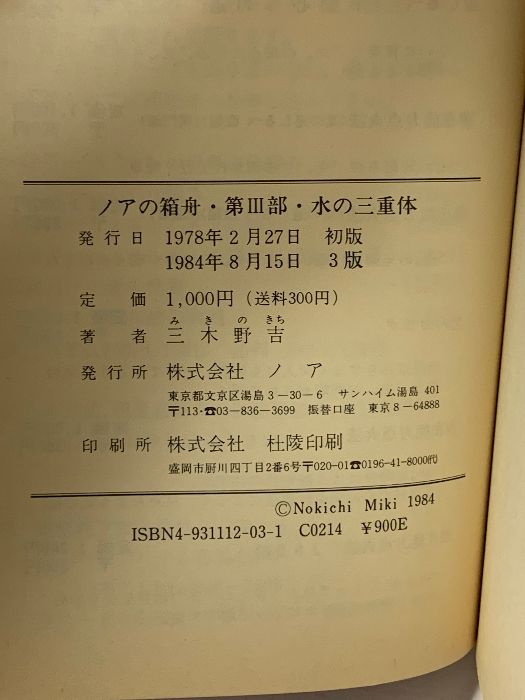 ノアの箱舟・第III部・水の三重体
発行日 1978年2月27日 初版
1984年8月15日 3版
定価 1,000円（送料300円）
み き の きち
著者 三木野吉
発行所 株式会社 ノア
東京都文京区湯島3－30－6 サンハイム湯島 401
〒113・☎03－836－3699 振替口座 東京8－64888
印刷所 株式会社 杜陵印刷
盛岡市厨川四丁目2番6号〒020-01☎0196-41-8000㈹
©Nokichi Miki 1984
ISBN4-931112-03-1 C0214 ￥900E